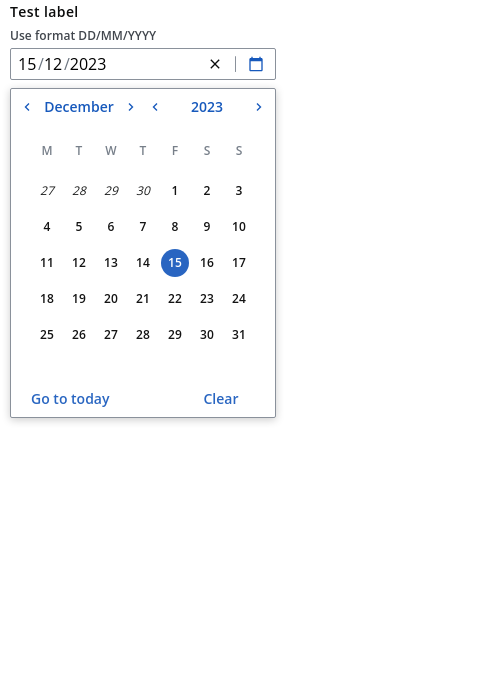 Test label
Use format DD/MM/YYYY
15/12/2023
December 2023
M T W T F S S
27 28 29 30 1 2 3
4 5 6 7 8 9 10
11 12 13 14 15 16 17
18 19 20 21 22 23 24
25 26 27 28 29 30 31
Go to today Clear